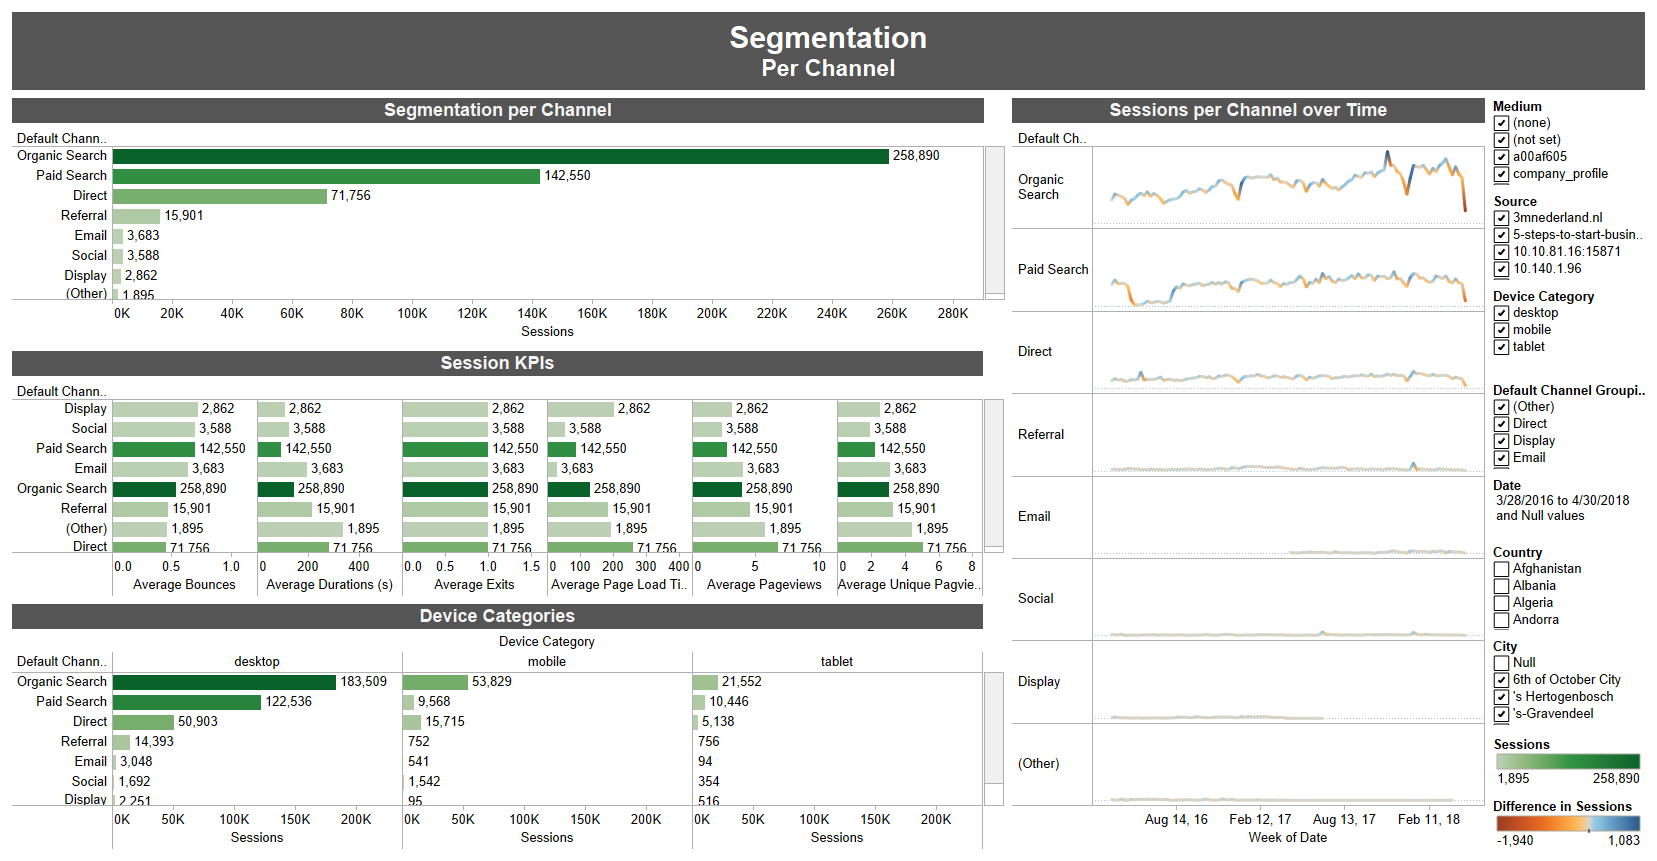 Segmentation
Per Channel
Segmentation per Channel
Default Chann..
Organic Search 258,890
Paid Search 142,550
Direct 71,756
Referral 15,901
Email 3,683
Social 3,588
Display 2,862
(Other) 1,895
0K 20K 40K 60K 80K 100K 120K 140K 160K 180K 200K 220K 240K 260K 280K
Sessions
Session KPIs
Default Chann..
Display 2,862 2,862 2,862 2,862 2,862 2,862
Social 3,588 3,588 3,588 3,588 3,588 3,588
Paid Search 142,550 142,550 142,550 142,550 142,550 142,550
Email 3,683 3,683 3,683 3,683 3,683 3,683
Organic Search 258,890 258,890 258,890 258,890 258,890 258,890
Referral 15,901 15,901 15,901 15,901 15,901 15,901
(Other) 1,895 1,895 1,895 1,895 1,895 1,895
Direct 71,756 71,756 71,756 71,756 71,756 71,756
0.0 0.5 1.0 0 200 400 0.0 0.5 1.0 1.5 0 100 200 300 400 0 5 10 0 2 4 6 8
Average Bounces Average Durations (s) Average Exits Average Page Load Ti.. Average Pageviews Average Unique Pagvie..
Device Categories
Device Category
Default Chann.. desktop mobile tablet
Organic Search 183,509 53,829 21,552
Paid Search 122,536 9,568 10,446
Direct 50,903 15,715 5,138
Referral 14,393 752 756
Email 3,048 541 94
Social 1,692 1,542 354
Display 2,251 95 516
0K 50K 100K 150K 200K 0K 50K 100K 150K 200K 0K 50K 100K 150K 200K
Sessions Sessions Sessions
Sessions per Channel over Time
Default Ch..
Organic
Search
Paid Search
Direct
Referral
Email
Social
Display
(Other)
Aug 14, 16 Feb 12, 17 Aug 13, 17 Feb 11, 18
Week of Date
Medium
(none)
(not set)
a00af605
company_profile
Source
3mnederland.nl
5-steps-to-start-busin..
10.10.81.16:15871
10.140.1.96
Device Category
desktop
mobile
tablet
Default Channel Groupi..
(Other)
Direct
Display
Email
Date
3/28/2016 to 4/30/2018
and Null values
Country
Afghanistan
Albania
Algeria
Andorra
City
Null
6th of October City
's Hertogenbosch
's-Gravendeel
Sessions
1,895 258,890
Difference in Sessions
-1,940 1,083